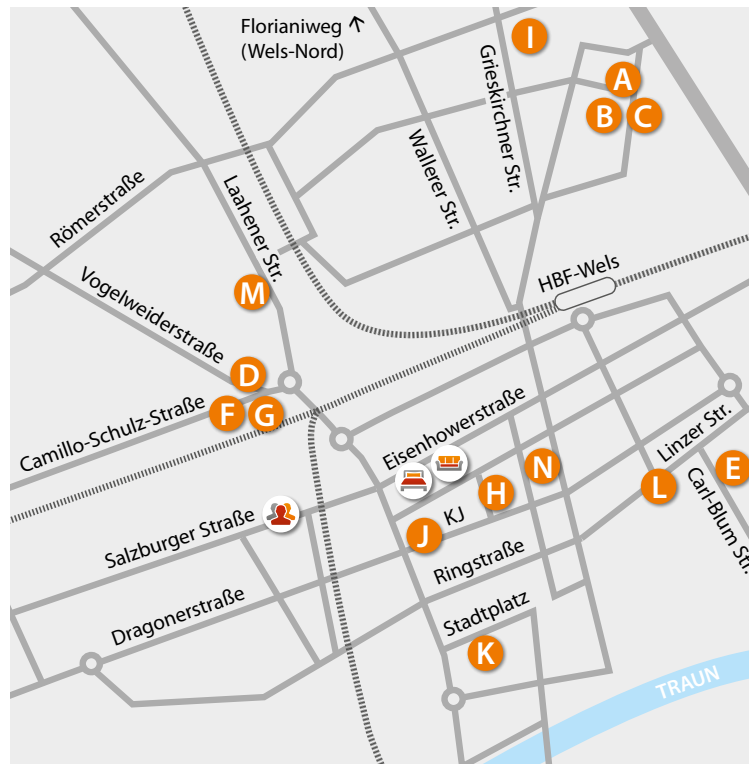 Florianiweg
(Wels-Nord)
I
Grieskirchner Str.
A
B
C
Wallerer Str.
Römerstraße
Laahener Str.
HBF-Wels
M
Vogelweiderstraße
D
F
G
Camillo-Schulz-Straße
Eisenhowerstraße
Linzer Str.
N
H
E
L
Carl-Blum Str.
KJ
J
Salzburger Straße
Ringstraße
Dragonerstraße
Stadtplatz
K
TRAUN